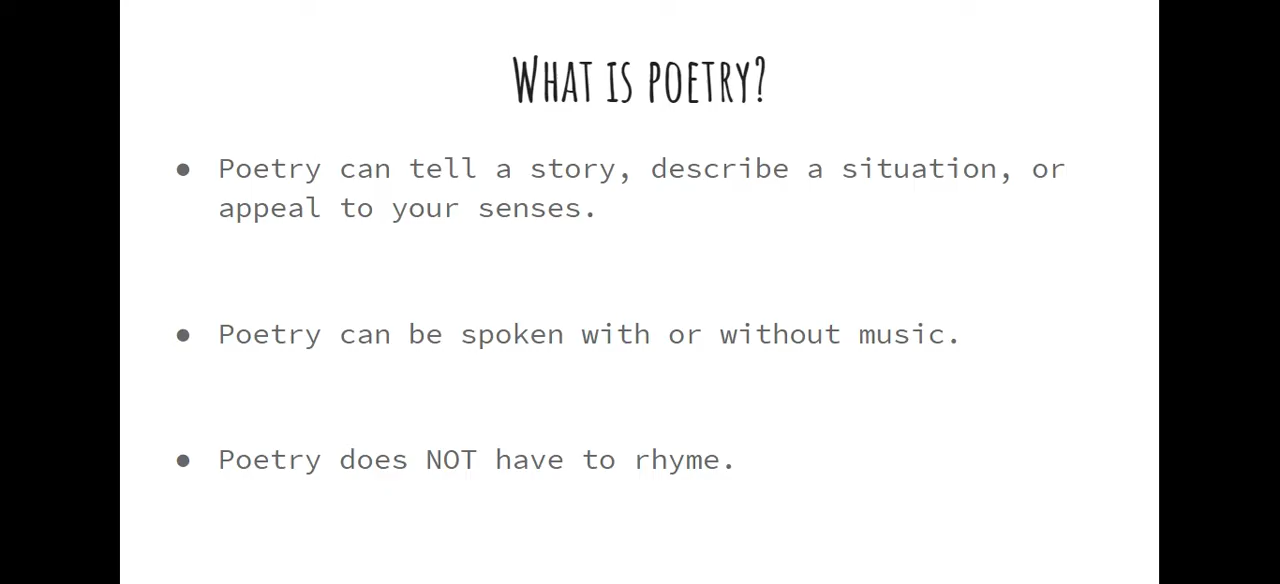 What is poetry?
● Poetry can tell a story, describe a situation, or
appeal to your senses.
● Poetry can be spoken with or without music.
● Poetry does NOT have to rhyme.